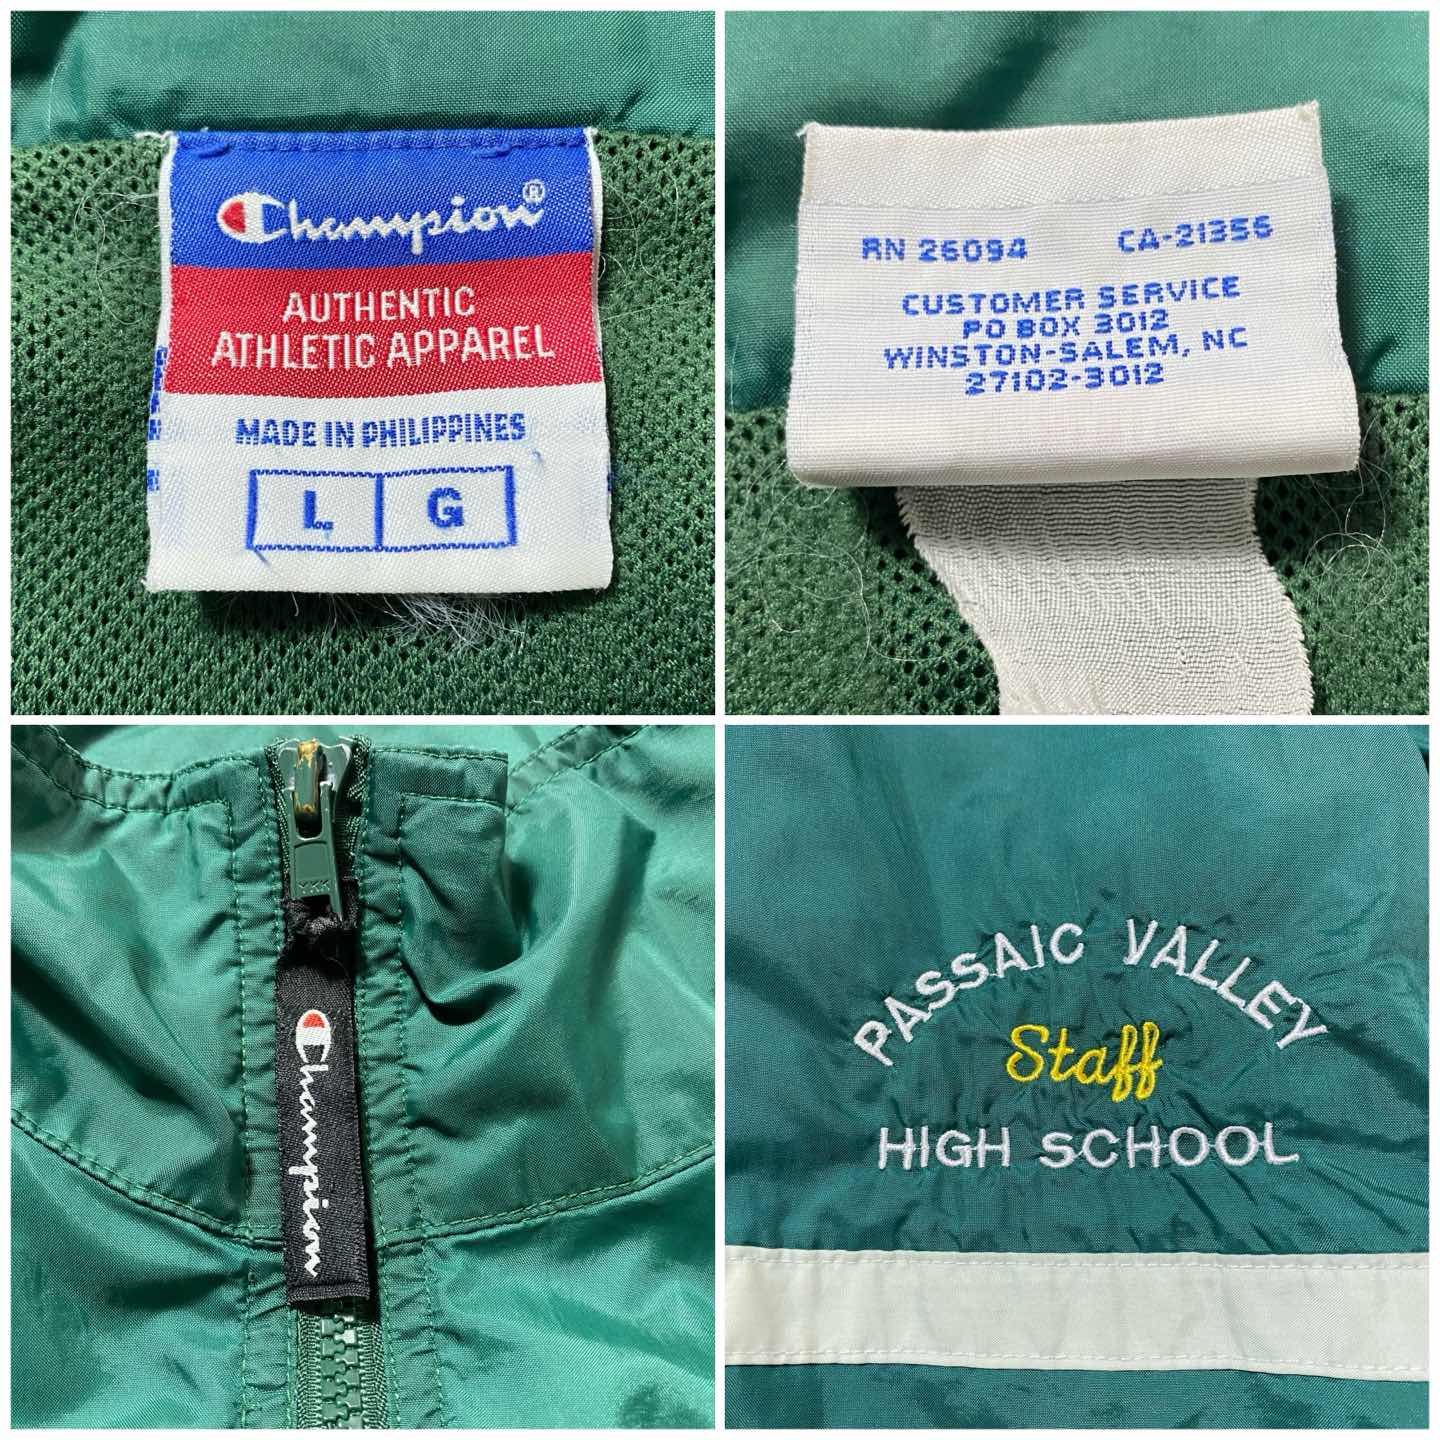 Champion®
AUTHENTIC
ATHLETIC APPAREL
MADE IN PHILIPPINES
L G
RN 26094 CA-21356
CUSTOMER SERVICE
PO BOX 3012
WINSTON-SALEM, NC
27102-3012
Champion
PASSAIC VALLEY
Staff
HIGH SCHOOL